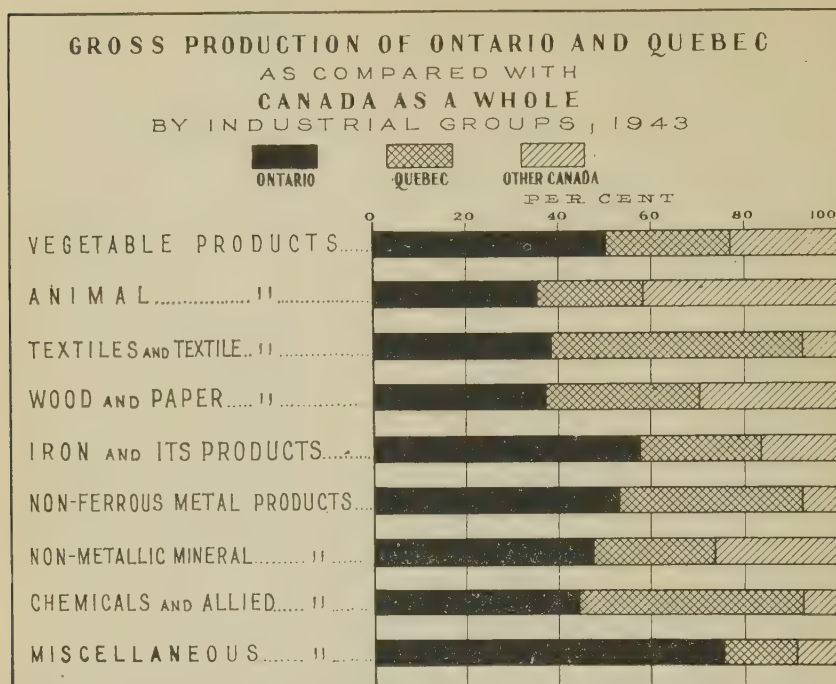 GROSS PRODUCTION OF ONTARIO AND QUEBEC
AS COMPARED WITH
CANADA AS A WHOLE
BY INDUSTRIAL GROUPS, 1943
ONTARIO QUEBEC OTHER CANADA
PER CENT
0 20 40 60 80 100
VEGETABLE PRODUCTS......
ANIMAL.................."..................
TEXTILES AND TEXTILE.."..................
WOOD AND PAPER....."..................
IRON AND ITS PRODUCTS.........
NON-FERROUS METAL PRODUCTS....
NON-METALLIC MINERAL.........."......
CHEMICALS AND ALLIED....."......
MISCELLANEOUS......."......